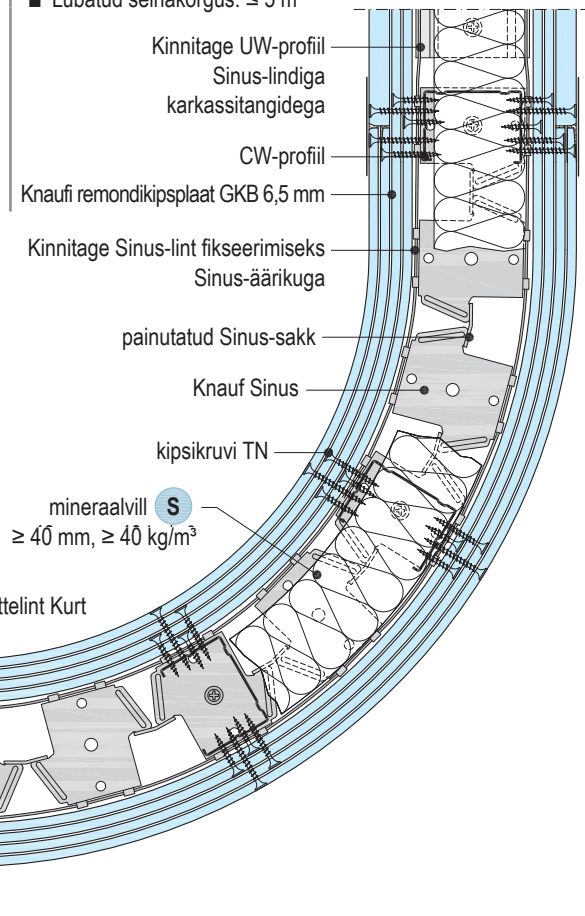 ■ Lubatud seinakõrgus: ≤ 5 m
Kinnitage UW-profiil
Sinus-lindiga
karkassitangidega
CW-profiil
Knaufi remondikipsplaat GKB 6,5 mm
Kinnitage Sinus-lint fikseerimiseks
Sinus-äärikuga
painutatud Sinus-sakk
Knauf Sinus
kipsikruvi TN
mineraalvill S
≥ 40 mm, ≥ 40 kg/m³
ttelint Kurt